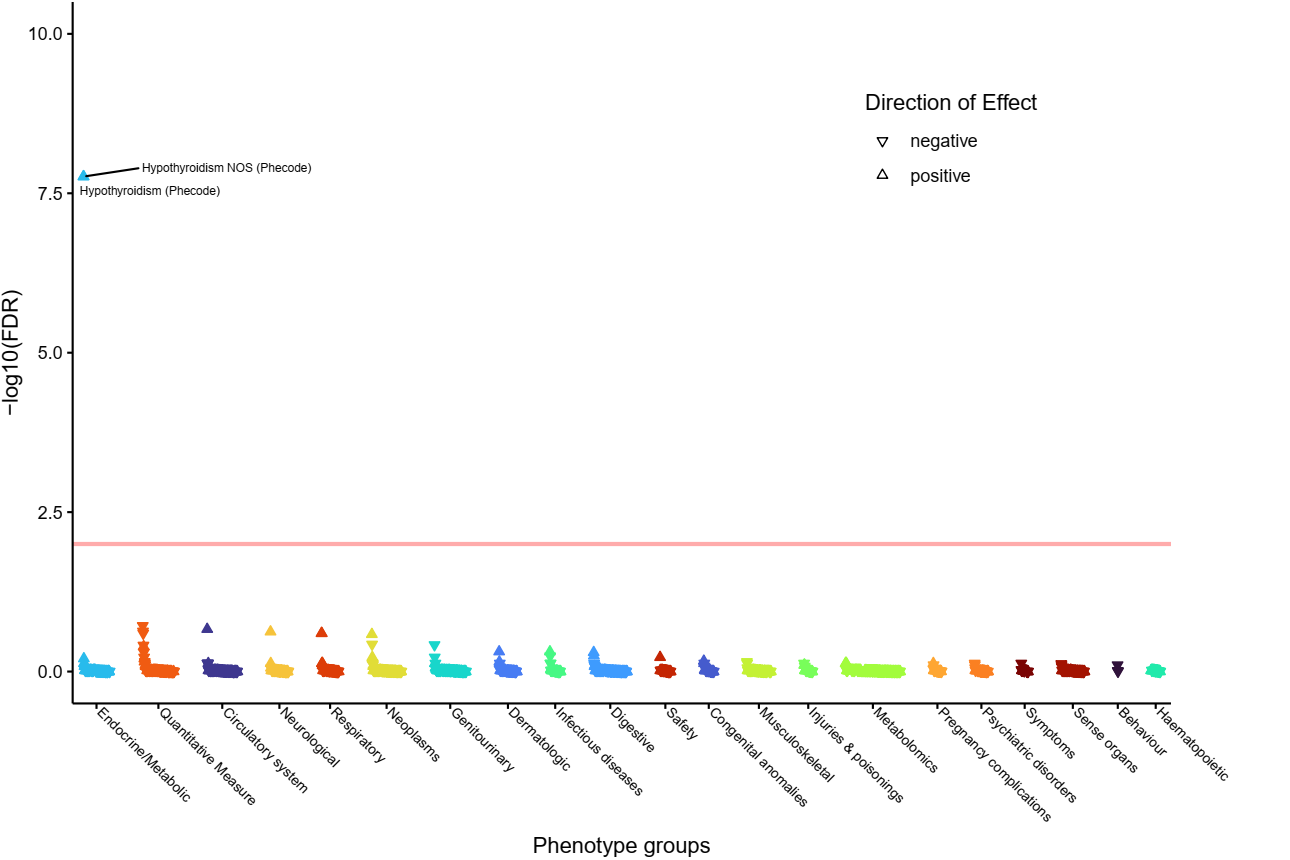 10.0
Direction of Effect
negative
Hypothyroidism NOS (Phecode)
positive
Hypothyroidism (Phecode)
7.5
−log10(FDR)
5.0
2.5
0.0
Endocrine/Metabolic
Quantitative Measure
Circulatory system
Neurological
Respiratory
Neoplasms
Genitourinary
Dermatologic
Infectious diseases
Digestive
Safety
Congenital anomalies
Musculoskeletal
Injuries & poisonings
Metabolomics
Pregnancy complications
Psychiatric disorders
Symptoms
Sense organs
Behaviour
Haematopoietic
Phenotype groups